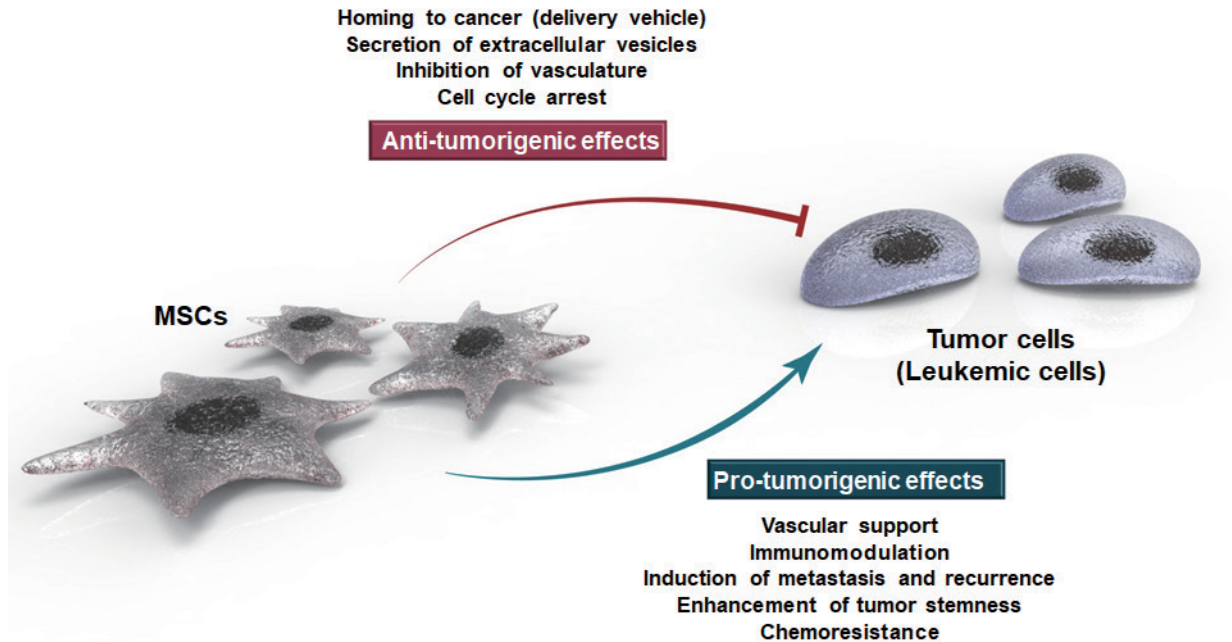 Homing to cancer (delivery vehicle)
Secretion of extracellular vesicles
Inhibition of vasculature
Cell cycle arrest
Anti-tumorigenic effects
MSCs
Tumor cells
(Leukemic cells)
Pro-tumorigenic effects
Vascular support
Immunomodulation
Induction of metastasis and recurrence
Enhancement of tumor stemness
Chemoresistance